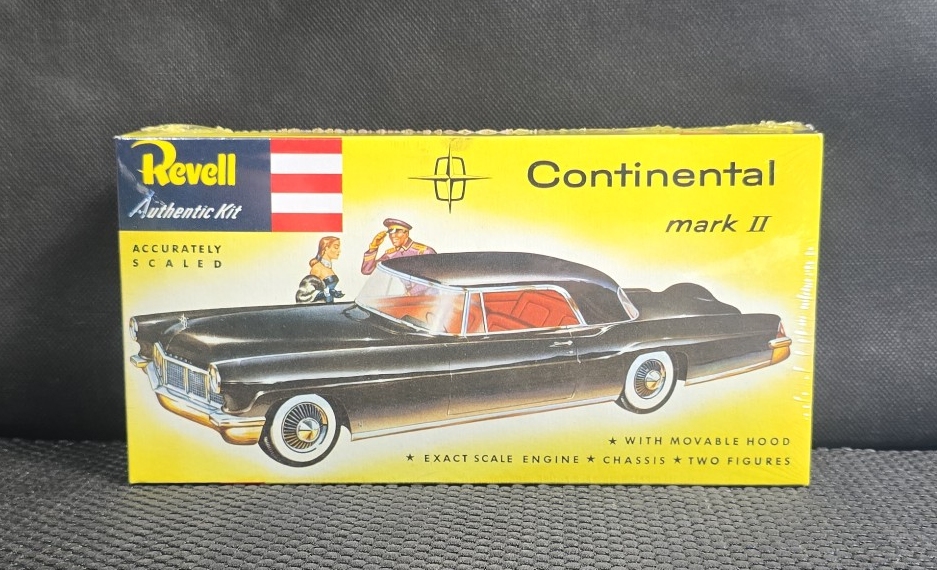 Revell
Authentic Kit
ACCURATELY
SCALED
Continental
mark II
★ WITH MOVABLE HOOD
★ EXACT SCALE ENGINE ★ CHASSIS ★ TWO FIGURES